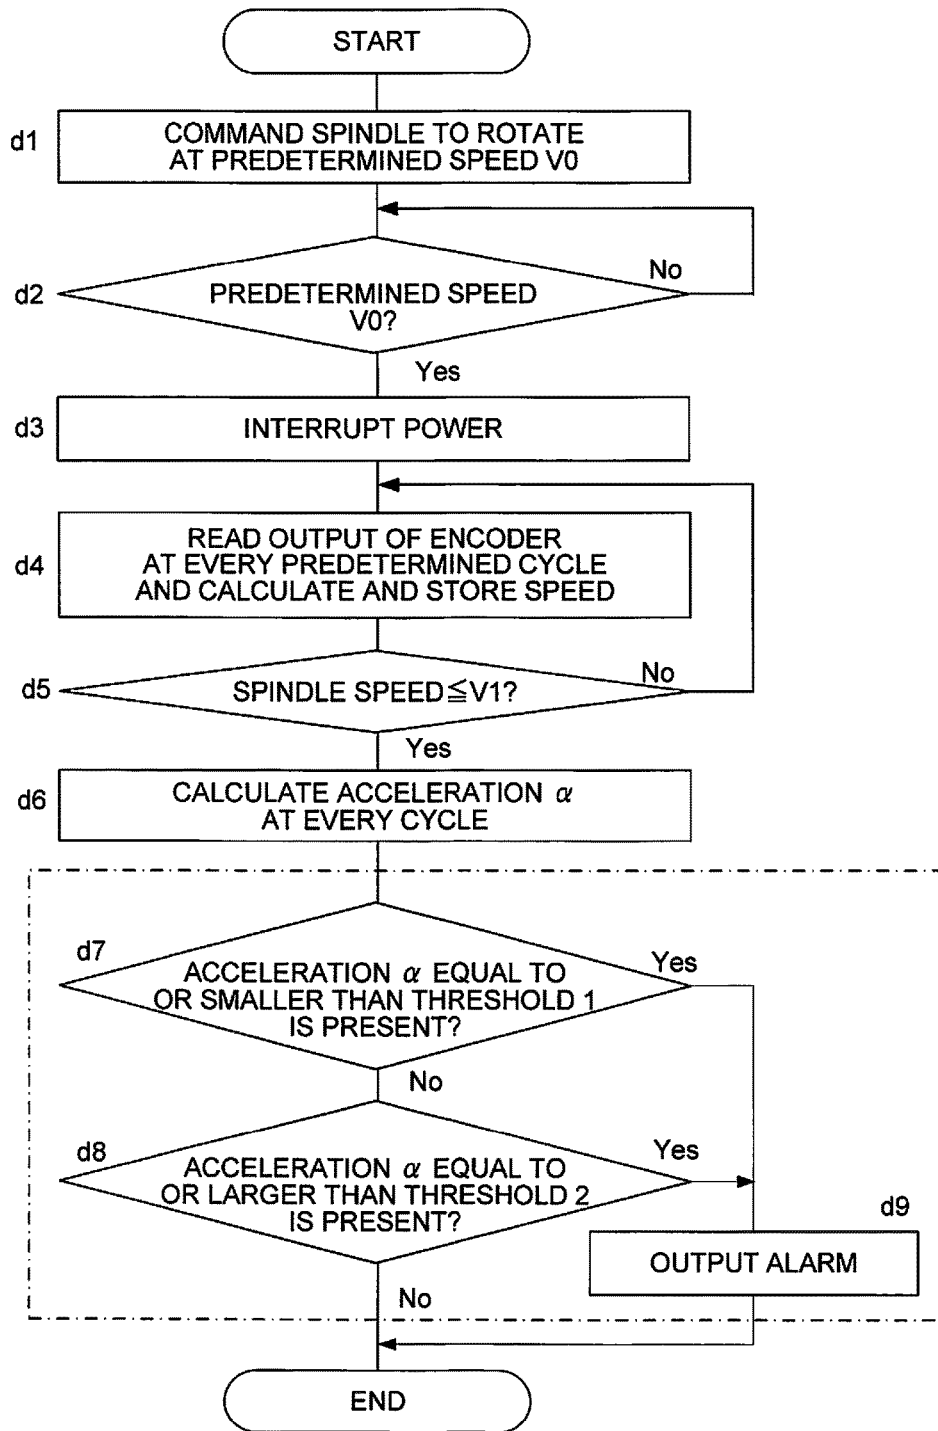 START
d1
COMMAND SPINDLE TO ROTATE
AT PREDETERMINED SPEED V0
No
d2
PREDETERMINED SPEED
V0?
Yes
d3
INTERRUPT POWER
d4
READ OUTPUT OF ENCODER
AT EVERY PREDETERMINED CYCLE
AND CALCULATE AND STORE SPEED
No
d5
SPINDLE SPEED≦V1?
Yes
d6
CALCULATE ACCELERATION α
AT EVERY CYCLE
d7
Yes
ACCELERATION α EQUAL TO
OR SMALLER THAN THRESHOLD 1
IS PRESENT?
No
d8
Yes
ACCELERATION α EQUAL TO
OR LARGER THAN THRESHOLD 2
IS PRESENT?
d9
OUTPUT ALARM
No
END